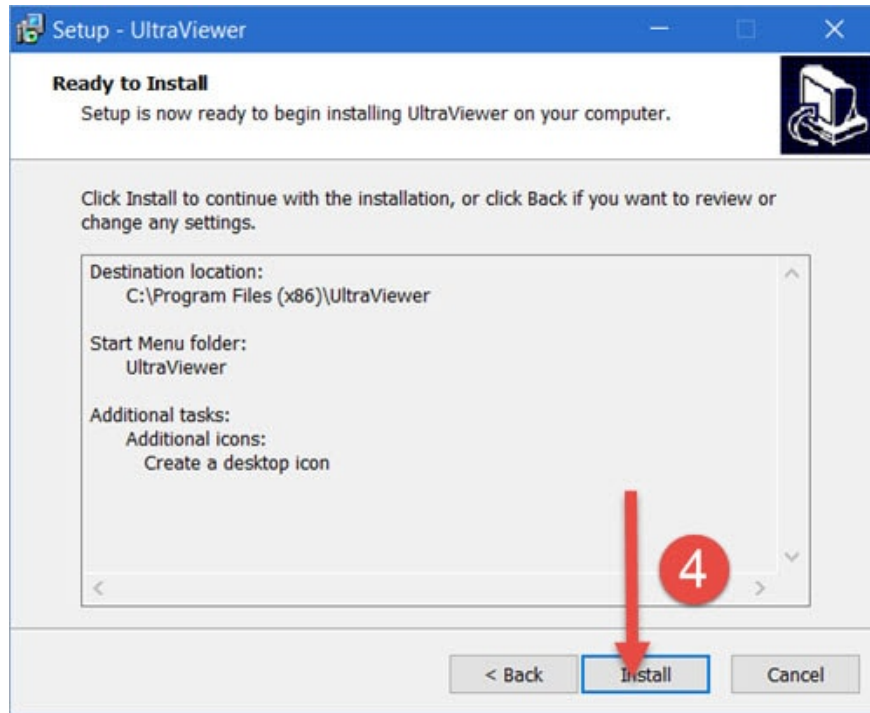 Setup - UltraViewer
Ready to Install
Setup is now ready to begin installing UltraViewer on your computer.
Click Install to continue with the installation, or click Back if you want to review or
change any settings.
Destination location:
C:\Program Files (x86)\UltraViewer
Start Menu folder:
UltraViewer
Additional tasks:
Additional icons:
Create a desktop icon
4
< Back
Install
Cancel